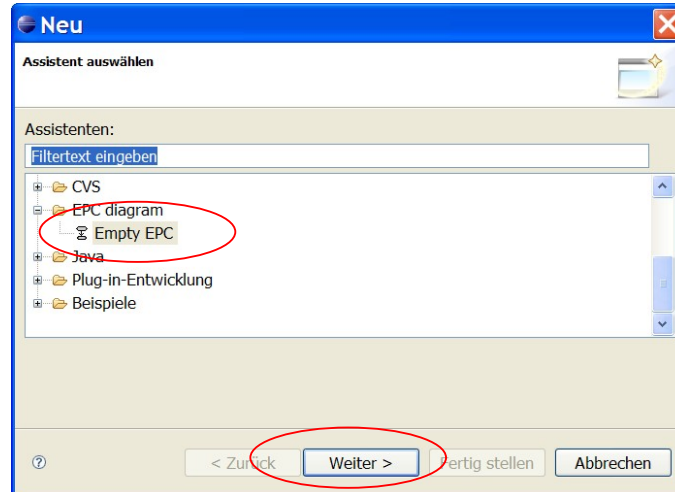 Neu
Assistent auswählen
Assistenten:
Filtertext eingeben
CVS
EPC diagram
Empty EPC
Java
Plug-in-Entwicklung
Beispiele
< Zurück Weiter > Fertig stellen Abbrechen